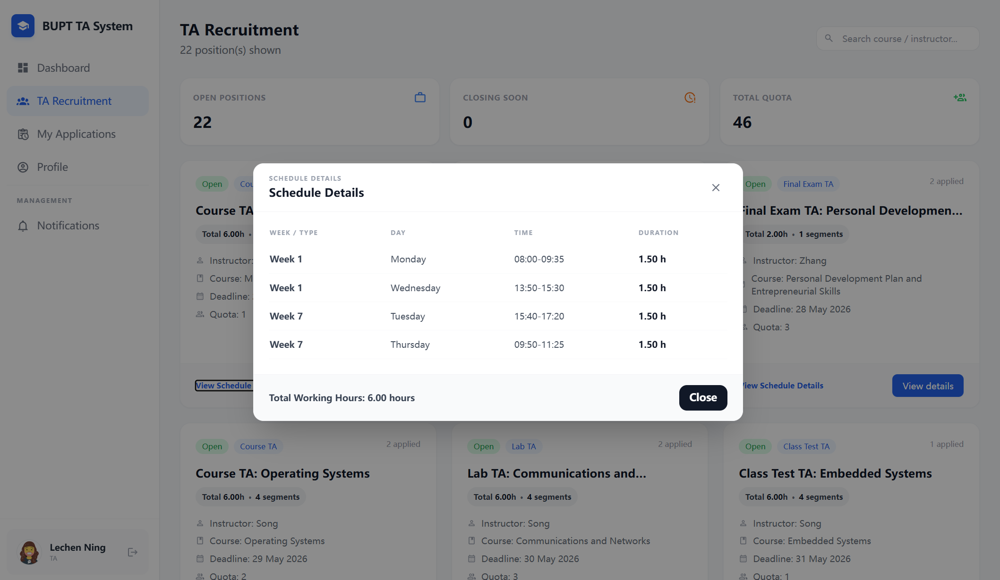 BUPT TA System
Dashboard
TA Recruitment
My Applications
Profile
MANAGEMENT
Notifications
Lechen Ning
TA
TA Recruitment
22 position(s) shown
Search course / instructor...
OPEN POSITIONS
22
CLOSING SOON
0
TOTAL QUOTA
46
Open
Cou
Course TA
Total 6.00h •
Instructor:
Course: M
Deadline:
Quota: 1
View Schedule
SCHEDULE DETAILS
Schedule Details
WEEK / TYPE DAY TIME DURATION
Week 1 Monday 08:00-09:35 1.50 h
Week 1 Wednesday 13:50-15:30 1.50 h
Week 7 Tuesday 15:40-17:20 1.50 h
Week 7 Thursday 09:50-11:25 1.50 h
Total Working Hours: 6.00 hours
Close
Open Final Exam TA 2 applied
Final Exam TA: Personal Developmen...
Total 2.00h • 1 segments
Instructor: Zhang
Course: Personal Development Plan and
Entrepreneurial Skills
Deadline: 28 May 2026
Quota: 3
View Schedule Details
View details
Open Course TA 2 applied
Course TA: Operating Systems
Total 6.00h • 4 segments
Instructor: Song
Course: Operating Systems
Deadline: 29 May 2026
Quota: 2
Open Lab TA 2 applied
Lab TA: Communications and...
Total 6.00h • 4 segments
Instructor: Song
Course: Communications and Networks
Deadline: 30 May 2026
Quota: 3
Open Class Test TA 1 applied
Class Test TA: Embedded Systems
Total 6.00h • 4 segments
Instructor: Song
Course: Embedded Systems
Deadline: 31 May 2026
Quota: 1